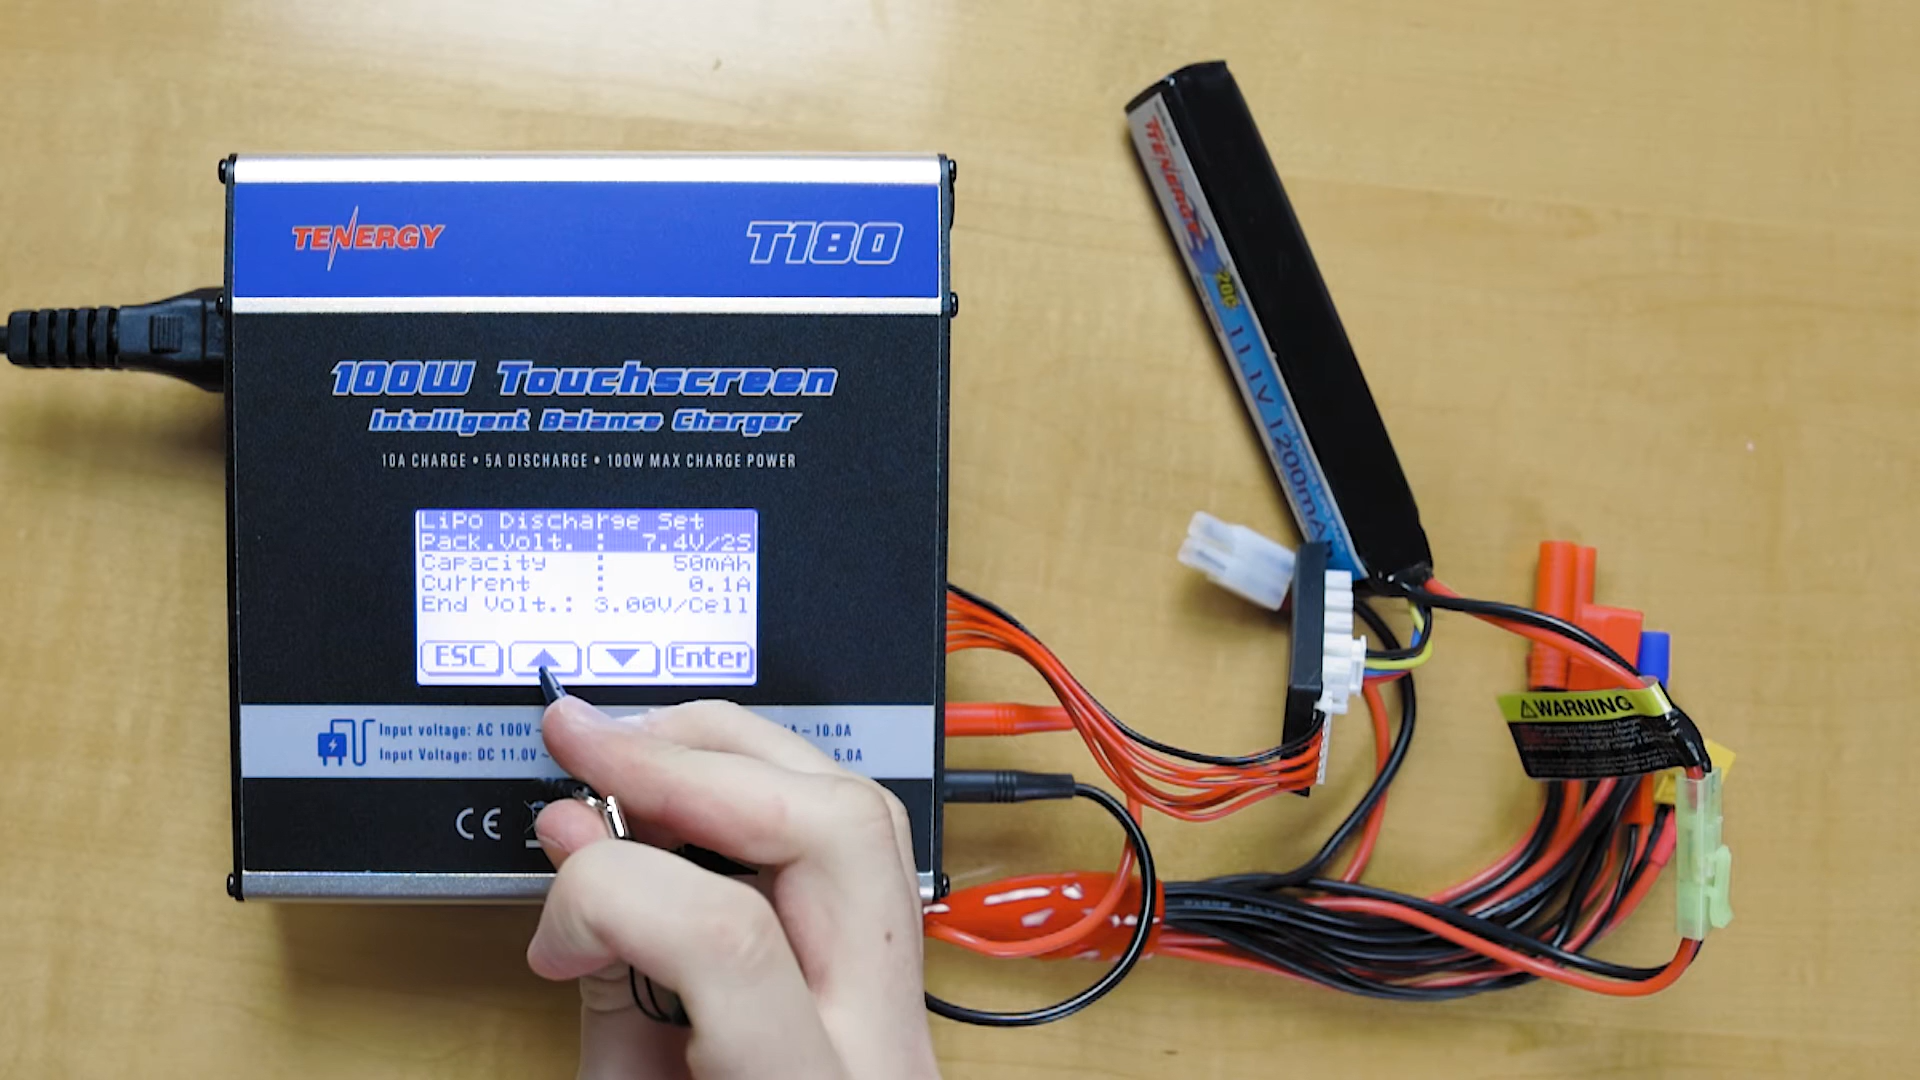 TENERGY
T180
100W Touchscreen
Intelligent Balance Charger
10A CHARGE • 5A DISCHARGE • 100W MAX CHARGE POWER
LiPo Discharge Set
Pack.Volt. : 7.4V/2S
Capacity : 50mAh
Current : 0.1A
End Volt.: 3.00V/Cell
ESC
Enter
Input voltage: AC 100V ~
A ~ 10.0A
Input Voltage: DC 11.0V ~
5.0A
CE
TENERGY
20C
11.1V 1200mAh
WARNING